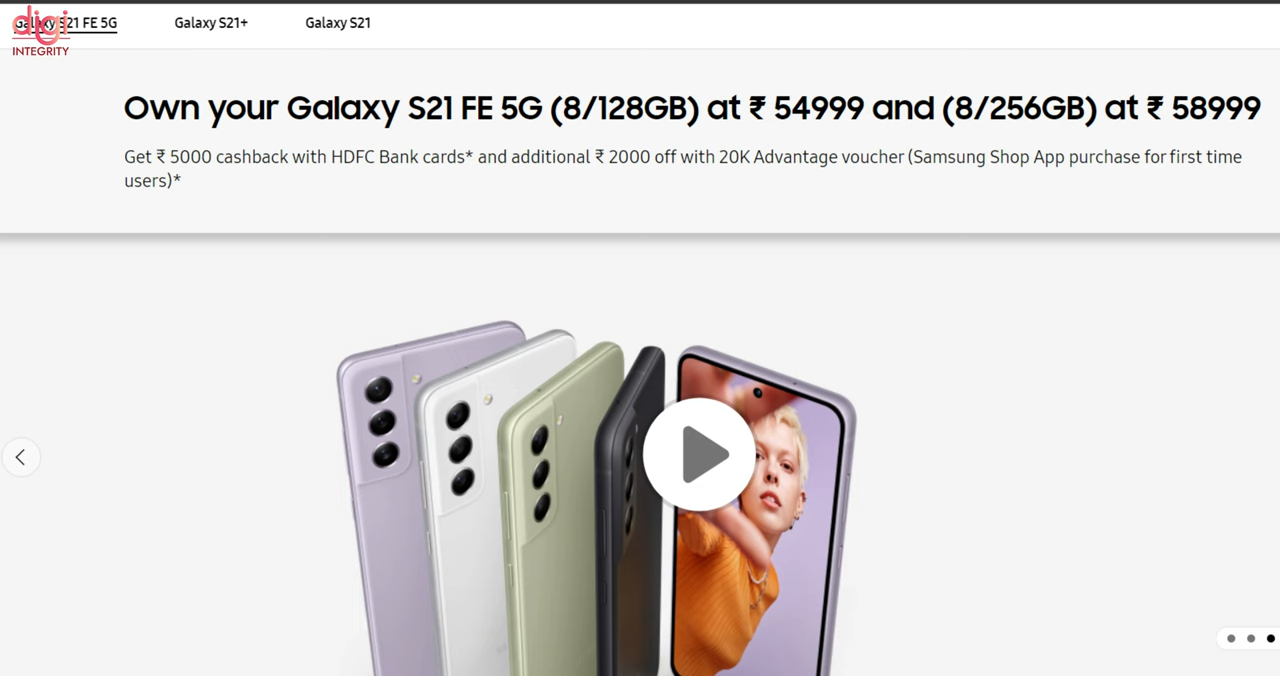 digi
INTEGRITY
Galaxy S21 FE 5G
Galaxy S21+
Galaxy S21
Own your Galaxy S21 FE 5G (8/128GB) at ₹ 54999 and (8/256GB) at ₹ 58999
Get ₹ 5000 cashback with HDFC Bank cards* and additional ₹ 2000 off with 20K Advantage voucher (Samsung Shop App purchase for first time
users)*